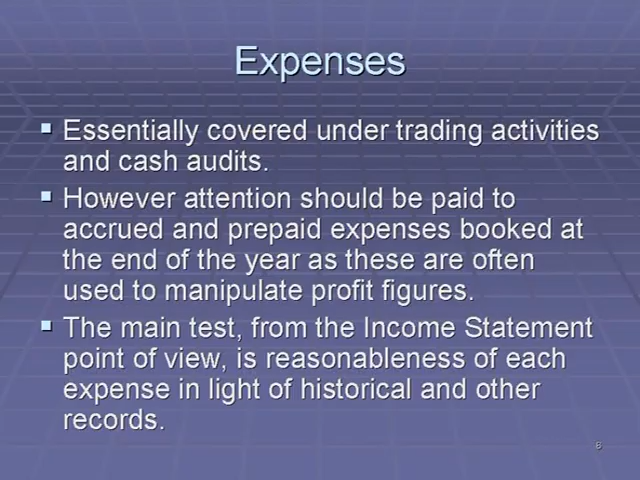 Expenses
Essentially covered under trading activities
and cash audits.
However attention should be paid to
accrued and prepaid expenses booked at
the end of the year as these are often
used to manipulate profit figures.
The main test, from the Income Statement
point of view, is reasonableness of each
expense in light of historical and other
records.